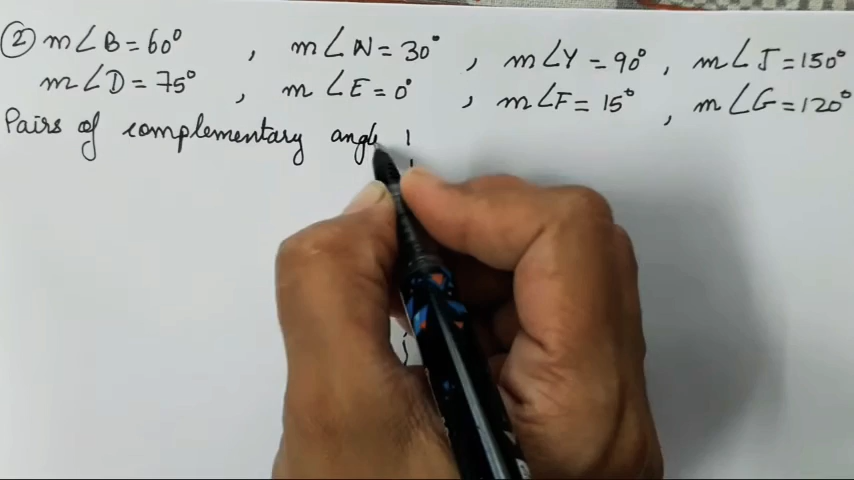 ② m∠B=60° , m∠N=30° , m∠Y=90° , m∠J=150°
m∠D=75° , m∠E=0° , m∠F=15° , m∠G=120°
Pairs of complementary angle